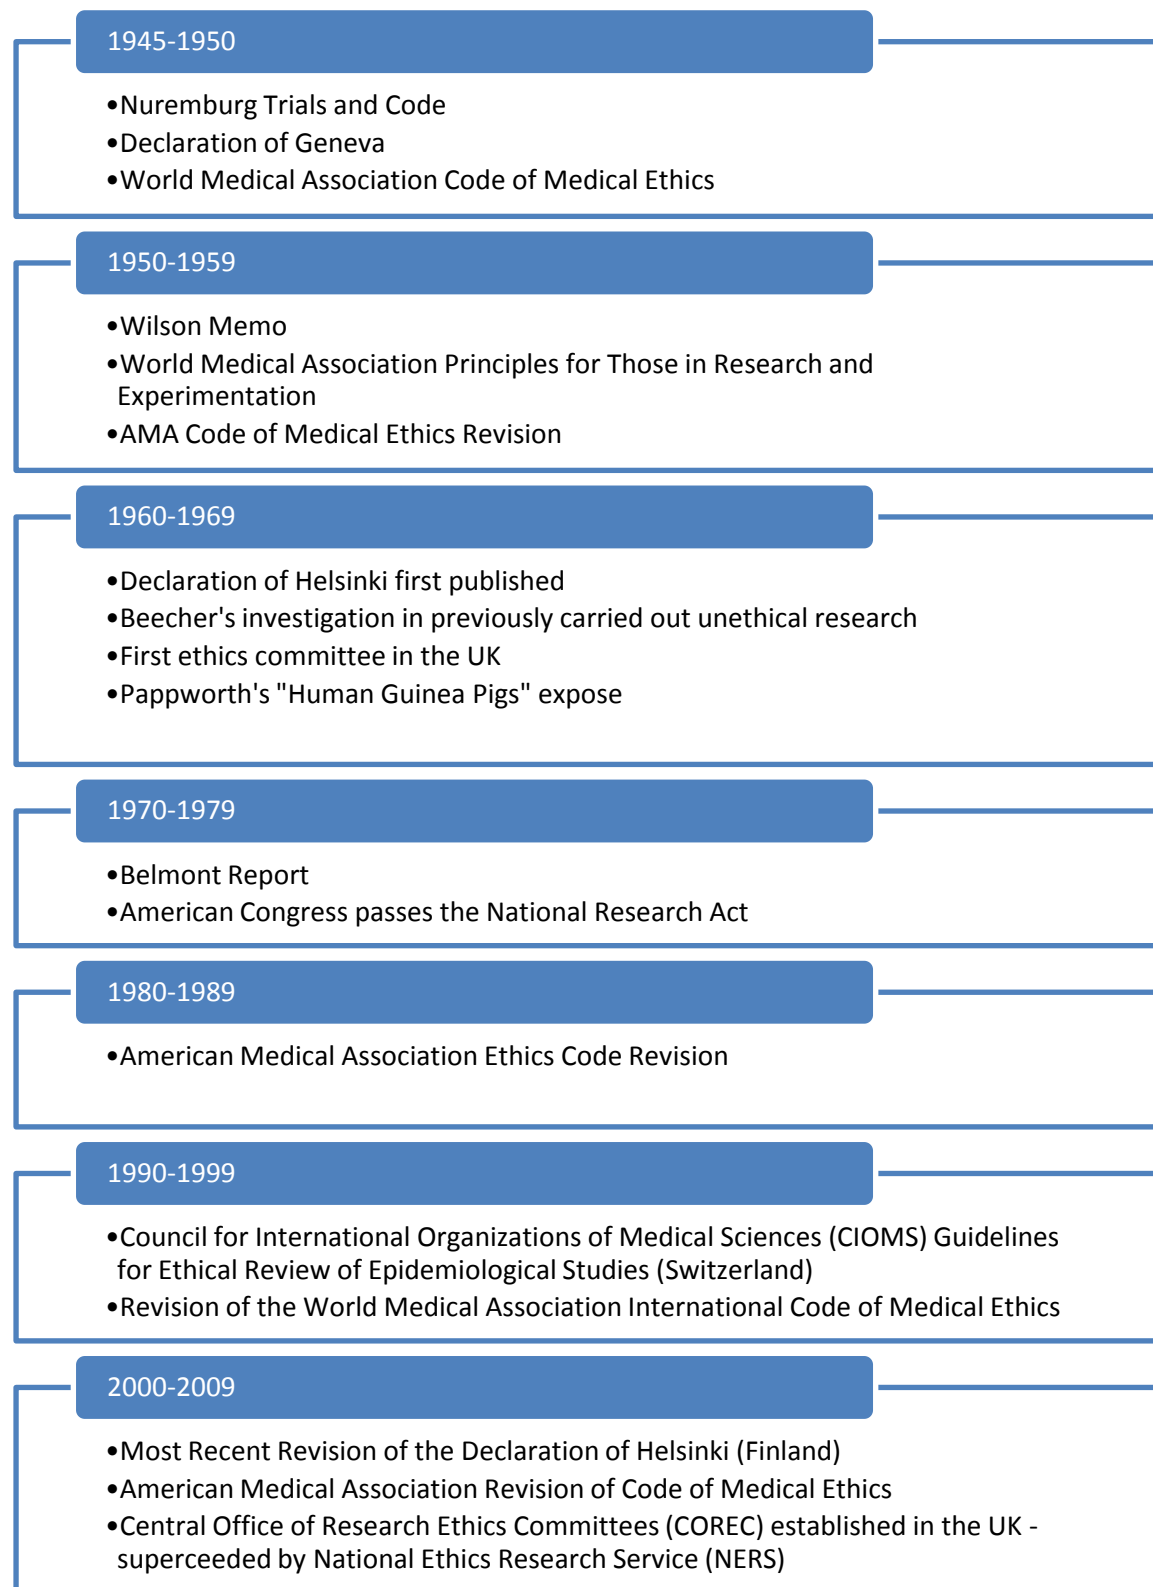 1945-1950
•Nuremburg Trials and Code
•Declaration of Geneva
•World Medical Association Code of Medical Ethics
1950-1959
•Wilson Memo
•World Medical Association Principles for Those in Research and
Experimentation
•AMA Code of Medical Ethics Revision
1960-1969
•Declaration of Helsinki first published
•Beecher's investigation in previously carried out unethical research
•First ethics committee in the UK
•Pappworth's "Human Guinea Pigs" expose
1970-1979
•Belmont Report
•American Congress passes the National Research Act
1980-1989
•American Medical Association Ethics Code Revision
1990-1999
•Council for International Organizations of Medical Sciences (CIOMS) Guidelines
for Ethical Review of Epidemiological Studies (Switzerland)
•Revision of the World Medical Association International Code of Medical Ethics
2000-2009
•Most Recent Revision of the Declaration of Helsinki (Finland)
•American Medical Association Revision of Code of Medical Ethics
•Central Office of Research Ethics Committees (COREC) established in the UK -
superceeded by National Ethics Research Service (NERS)